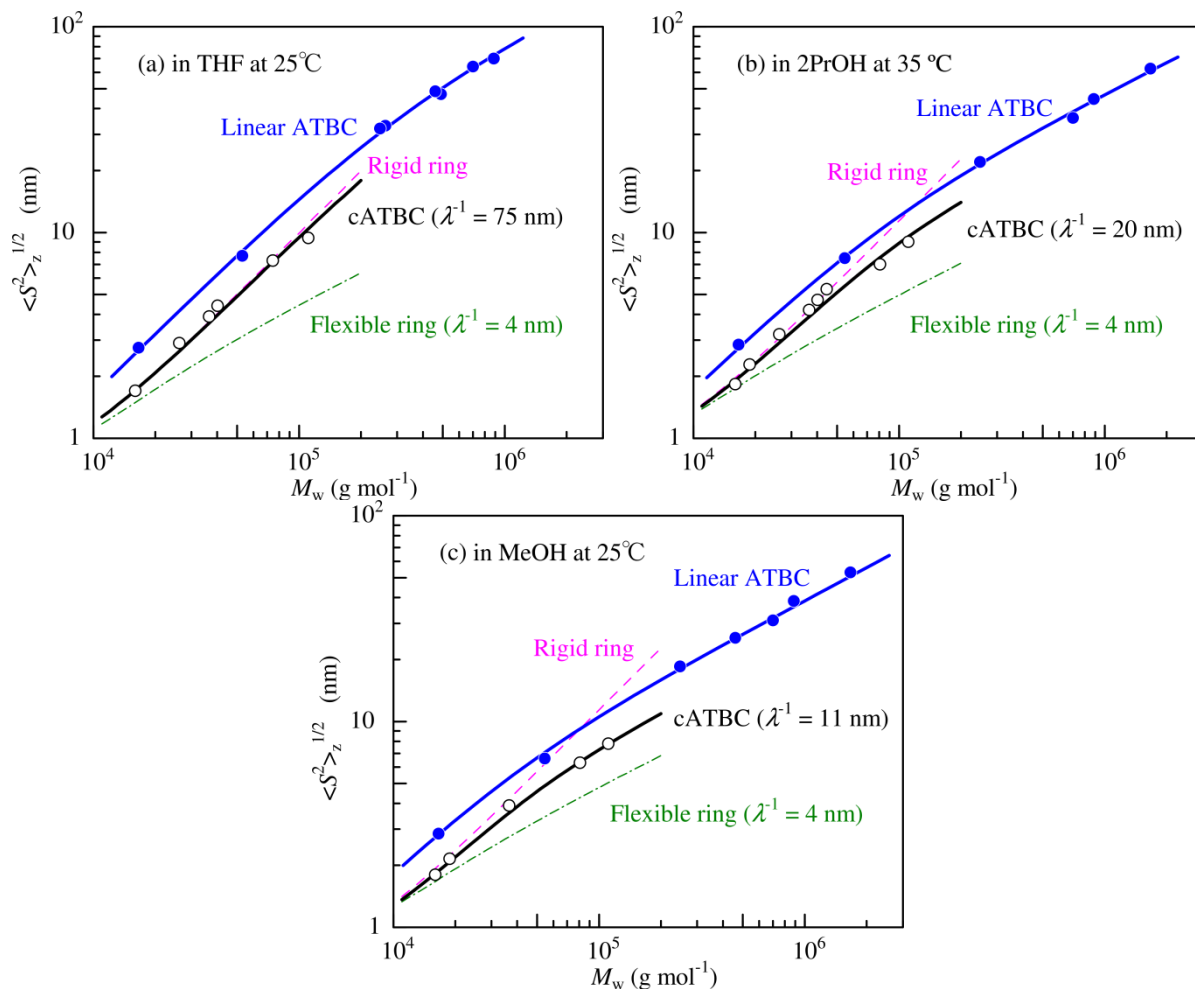 10²
(a) in THF at 25℃
Linear ATBC
Rigid ring
cATBC (λ⁻¹ = 75 nm)
Flexible ring (λ⁻¹ = 4 nm)
<S²>z^1/2 (nm)
10
1
10⁴
10⁵
10⁶
Mw (g mol⁻¹)
10²
(b) in 2PrOH at 35 ºC
Linear ATBC
Rigid ring
cATBC (λ⁻¹ = 20 nm)
Flexible ring (λ⁻¹ = 4 nm)
<S²>z^1/2 (nm)
10
1
10⁴
10⁵
10⁶
Mw (g mol⁻¹)
10²
(c) in MeOH at 25℃
Linear ATBC
Rigid ring
cATBC (λ⁻¹ = 11 nm)
Flexible ring (λ⁻¹ = 4 nm)
<S²>z^1/2 (nm)
10
1
10⁴
10⁵
10⁶
Mw (g mol⁻¹)